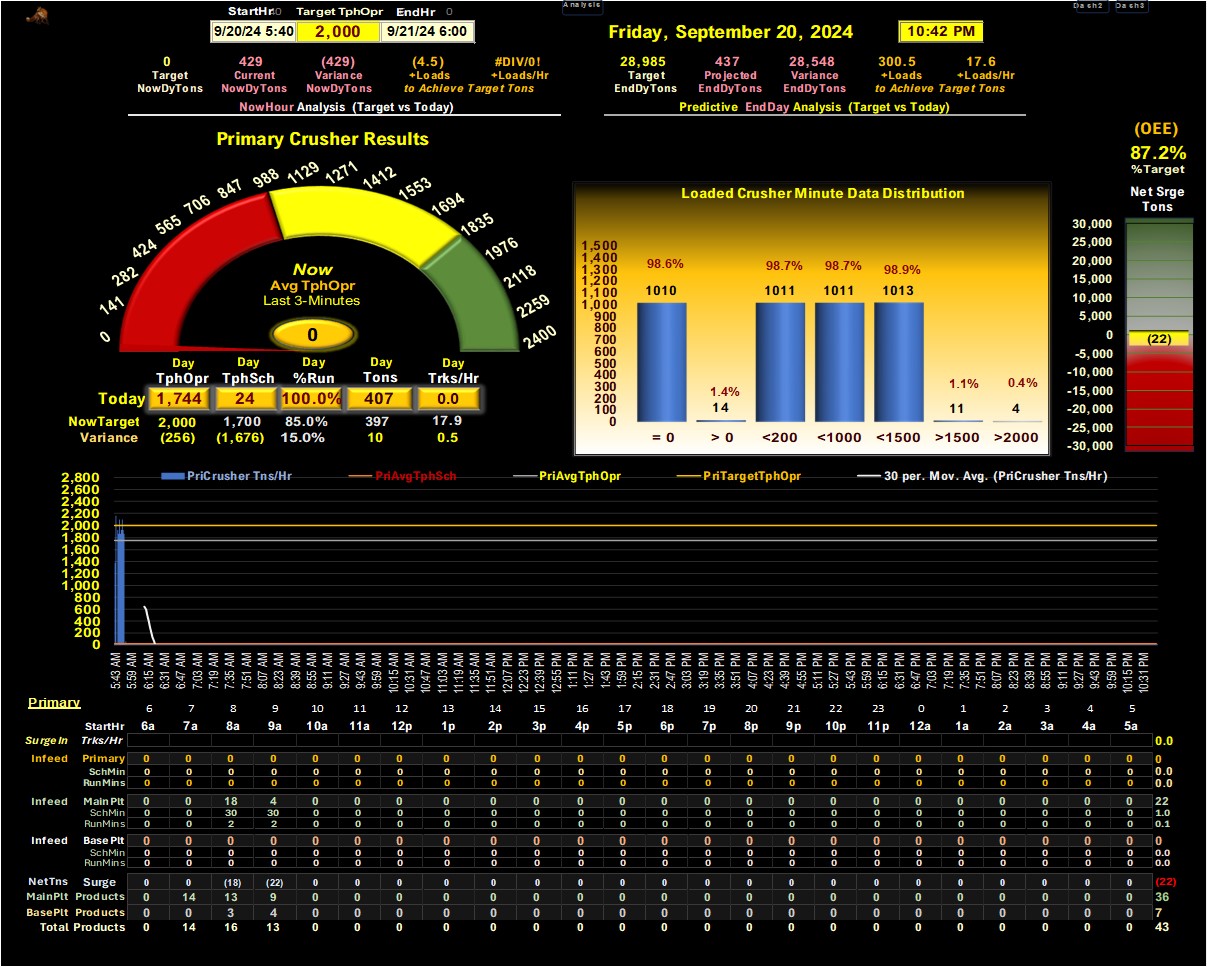 StartHr Target TphOpr EndHr 0
9/20/24 5:40 2,000 9/21/24 6:00
Analysis
Dash2 Dash3
Friday, September 20, 2024 10:42 PM
0 429 (429) (4.5) #DIV/0!
Target Current Variance +Loads +Loads/Hr
NowDyTons NowDyTons NowDyTons to Achieve Target Tons
NowHour Analysis (Target vs Today)
28,985 437 28,548 300.5 17.6
Target Projected Variance +Loads +Loads/Hr
EndDyTons EndDyTons EndDyTons to Achieve Target Tons
Predictive EndDay Analysis (Target vs Today)
Primary Crusher Results
0
141
282
424
565
706
847
988
1129
1271
1412
1553
1694
1835
1976
2118
2259
2400
Now
Avg TphOpr
Last 3-Minutes
0
Day Day Day Day Day
TphOpr TphSch %Run Tons Trks/Hr
Today 1,744 24 100.0% 407 0.0
NowTarget 2,000 1,700 85.0% 397 17.9
Variance (256) (1,676) 15.0% 10 0.5
Loaded Crusher Minute Data Distribution
1,500
1,400
1,300
1,200
1,100
1,000
900
800
700
600
500
400
300
200
100
0
98.6% 1.4% 98.7% 98.7% 98.9% 1.1% 0.4%
1010 14 1011 1011 1013 11 4
= 0 > 0 <200 <1000 <1500 >1500 >2000
(OEE)
87.2%
%Target
Net Srge
Tons
30,000
25,000
20,000
15,000
10,000
5,000
0
-5,000
-10,000
-15,000
-20,000
-25,000
-30,000
(22)
PriCrusher Tns/Hr PriAvgTphSch PriAvgTphOpr PriTargetTphOpr 30 per. Mov. Avg. (PriCrusher Tns/Hr)
2,800
2,600
2,400
2,200
2,000
1,800
1,600
1,400
1,200
1,000
800
600
400
200
0
5:43 AM 5:59 AM 6:15 AM 6:31 AM 6:47 AM 7:03 AM 7:19 AM 7:35 AM 7:51 AM 8:07 AM 8:23 AM 8:39 AM 8:55 AM 9:11 AM 9:27 AM 9:43 AM 9:59 AM 10:15 AM 10:31 AM 10:47 AM 11:03 AM 11:19 AM 11:35 AM 11:51 AM 12:07 PM 12:23 PM 12:39 PM 12:55 PM 1:11 PM 1:27 PM 1:43 PM 2:15 PM 2:31 PM 2:47 PM 3:03 PM 3:19 PM 3:35 PM 3:51 PM 4:07 PM 4:23 PM 4:39 PM 4:55 PM 5:11 PM 5:27 PM 5:43 PM 5:59 PM 6:15 PM 6:31 PM 6:47 PM 7:03 PM 7:19 PM 7:35 PM 7:51 PM 8:07 PM 8:23 PM 8:39 PM 8:55 PM 9:11 PM 9:27 PM 9:43 PM 9:59 PM 10:15 PM 10:31 PM
Primary 6 7 8 9 10 11 12 13 14 15 16 17 18 19 20 21 22 23 0 1 2 3 4 5
StartHr 6a 7a 8a 9a 10a 11a 12p 1p 2p 3p 4p 5p 6p 7p 8p 9p 10p 11p 12a 1a 2a 3a 4a 5a
SurgeIn Trks/Hr 0.0
Infeed Primary 0 0 0 0 0 0 0 0 0 0 0 0 0 0 0 0 0 0 0 0 0 0 0 0 0
SchMin 0 0 0 0 0 0 0 0 0 0 0 0 0 0 0 0 0 0 0 0 0 0 0 0 0.0
RunMins 0 0 0 0 0 0 0 0 0 0 0 0 0 0 0 0 0 0 0 0 0 0 0 0 0.0
Infeed MainPlt 0 0 18 4 0 0 0 0 0 0 0 0 0 0 0 0 0 0 0 0 0 0 0 0 22
SchMin 0 0 30 30 0 0 0 0 0 0 0 0 0 0 0 0 0 0 0 0 0 0 0 0 1.0
RunMins 0 0 2 2 0 0 0 0 0 0 0 0 0 0 0 0 0 0 0 0 0 0 0 0 0.1
Infeed BasePlt 0 0 0 0 0 0 0 0 0 0 0 0 0 0 0 0 0 0 0 0 0 0 0 0 0
SchMin 0 0 0 0 0 0 0 0 0 0 0 0 0 0 0 0 0 0 0 0 0 0 0 0 0.0
RunMins 0 0 0 0 0 0 0 0 0 0 0 0 0 0 0 0 0 0 0 0 0 0 0 0 0.0
NetTns Surge 0 0 (18) (22) 0 0 0 0 0 0 0 0 0 0 0 0 0 0 0 0 0 0 0 0 (22)
MainPlt Products 0 14 13 9 0 0 0 0 0 0 0 0 0 0 0 0 0 0 0 0 0 0 0 0 36
BasePlt Products 0 0 3 4 0 0 0 0 0 0 0 0 0 0 0 0 0 0 0 0 0 0 0 0 7
Total Products 0 14 16 13 0 0 0 0 0 0 0 0 0 0 0 0 0 0 0 0 0 0 0 0 43